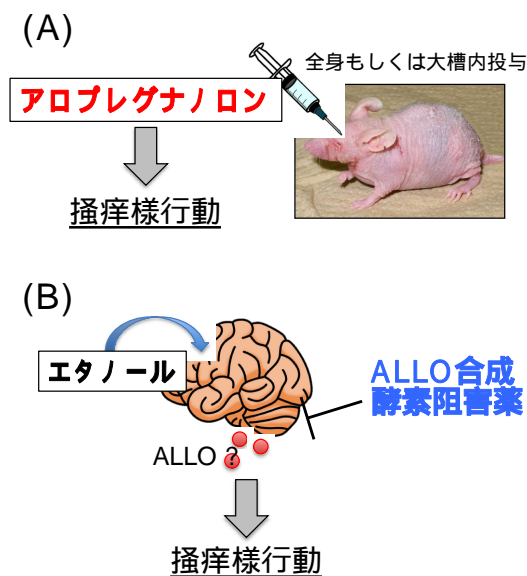 (A)
全身もしくは大槽内投与
アロプレグナノロン
掻痒様行動
(B)
エタノール
ALLO合成
酵素阻害薬
ALLO ?
掻痒様行動